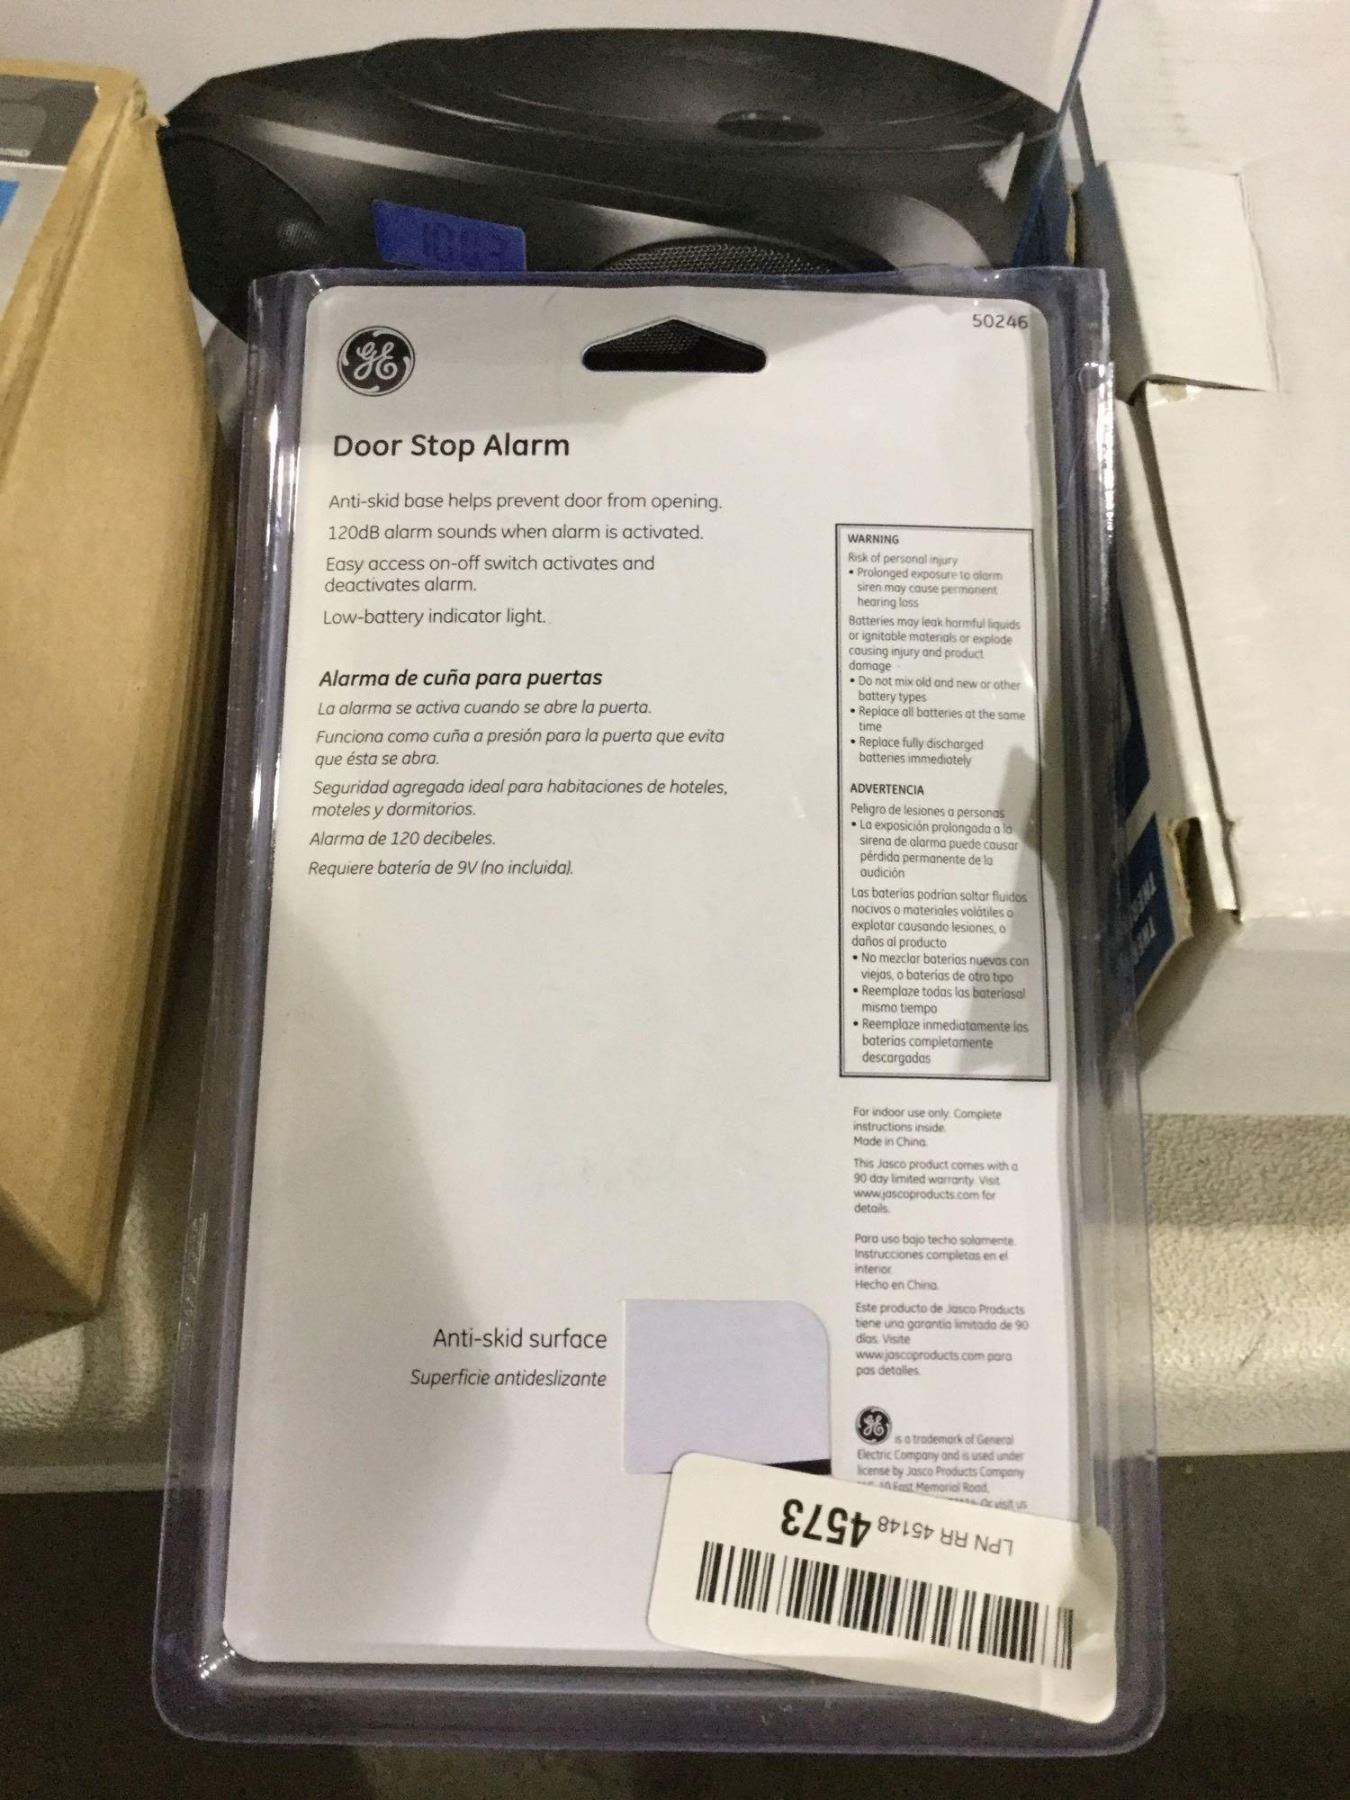 50246
GE
Door Stop Alarm
Anti-skid base helps prevent door from opening.
120dB alarm sounds when alarm is activated.
Easy access on-off switch activates and
deactivates alarm.
Low-battery indicator light.
Alarma de cuña para puertas
La alarma se activa cuando se abre la puerta.
Funciona como cuña a presión para la puerta que evita
que ésta se abra.
Seguridad agregada ideal para habitaciones de hoteles,
moteles y dormitorios.
Alarma de 120 decibeles.
Requiere batería de 9V (no incluida).
WARNING
Risk of personal injury
• Prolonged exposure to alarm
siren may cause permanent
hearing loss
Batteries may leak harmful liquids
or ignitable materials or explode
causing injury and product
damage
• Do not mix old and new or other
battery types
• Replace all batteries at the same
time
• Replace fully discharged
batteries immediately
ADVERTENCIA
Peligro de lesiones a personas
• La exposición prolongada a la
sirena de alarma puede causar
pérdida permanente de la
audición
Las baterías podrían soltar fluidos
nocivos o materiales volátiles o
explotar causando lesiones, o
daños al producto
• No mezclar baterías nuevas con
viejas, o baterías de otro tipo
• Reemplaze todas las bateriasal
mismo tiempo
• Reemplaze inmediatamente las
baterías completamente
descargadas
For indoor use only. Complete
instructions inside.
Made in China.
This Jasco product comes with a
90 day limited warranty. Visit
www.jascoproducts.com for
details.
Para uso bajo techo solamente.
Instrucciones completas en el
interior.
Hecho en China.
Este producto de Jasco Products
tiene una garantía limitada de 90
días. Visite
www.jascoproducts.com para
pas detalles.
Anti-skid surface
Superficie antideslizante
GE is a trademark of General
Electric Company and is used under
license by Jasco Products Company
10 East Memorial Road,
Or visit us
LPN RR 45148 4573